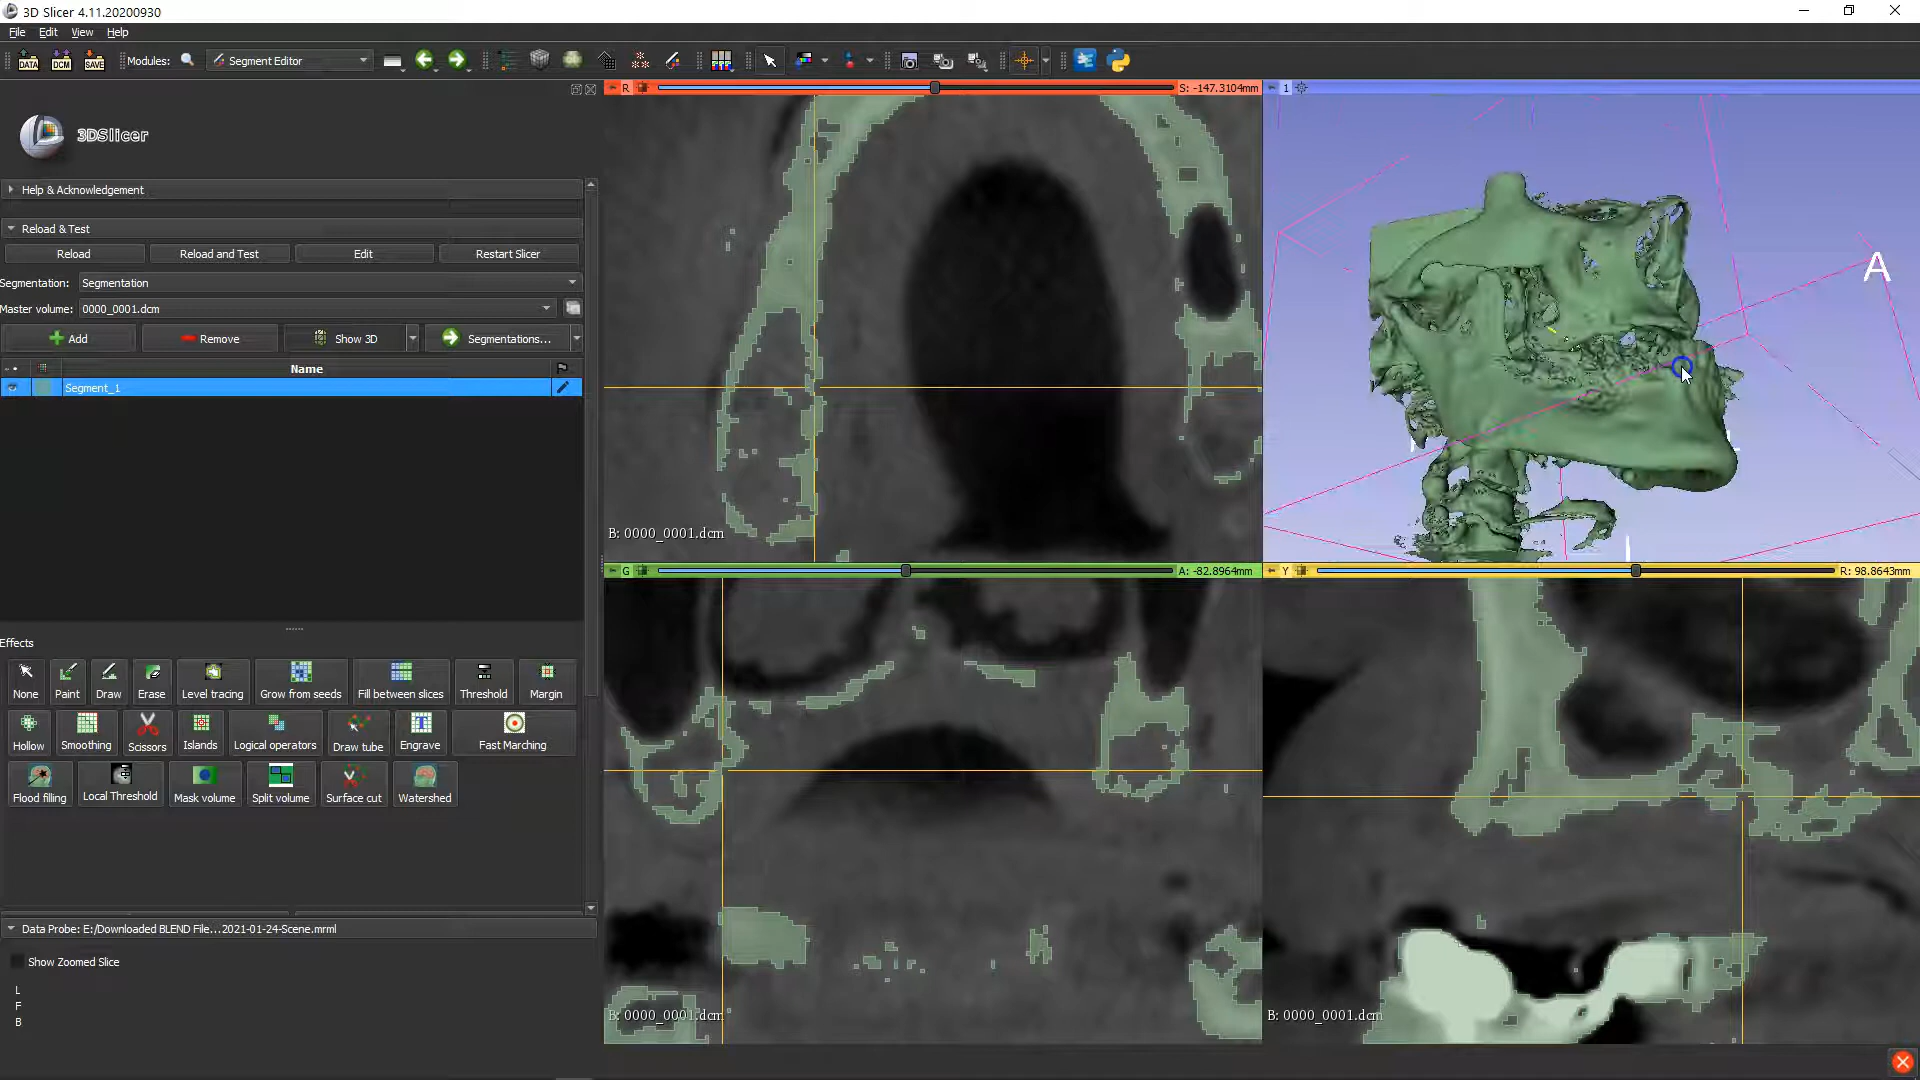 3D Slicer 4.11.20200930
File Edit View Help
DATA DCM SAVE Modules: Segment Editor
R S: -147.3104mm 1
3DSlicer
Help & Acknowledgement
Reload & Test
Reload Reload and Test Edit Restart Slicer
Segmentation: Segmentation
Master volume: 0000_0001.dcm
Add Remove Show 3D Segmentations...
Name
Segment_1
A
B: 0000_0001.dcm
G A: -82.8964mm Y R: 98.8643mm
Effects
None Paint Draw Erase Level tracing Grow from seeds Fill between slices Threshold Margin
Hollow Smoothing Scissors Islands Logical operators Draw tube Engrave Fast Marching
Flood filling Local Threshold Mask volume Split volume Surface cut Watershed
Data Probe: E:/Downloaded BLEND File...2021-01-24-Scene.mrml
Show Zoomed Slice
L
F
B
B: 0000_0001.dcm B: 0000_0001.dcm